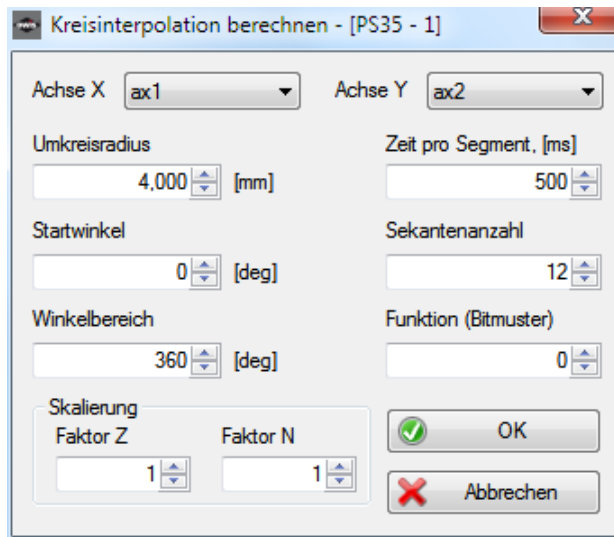 Kreisinterpolation berechnen - [PS35 - 1]
Achse X ax1 Achse Y ax2
Umkreisradius Zeit pro Segment, [ms]
4,000 [mm] 500
Startwinkel Sekantenanzahl
0 [deg] 12
Winkelbereich Funktion (Bitmuster)
360 [deg] 0
Skalierung
Faktor Z Faktor N OK
1 1 Abbrechen